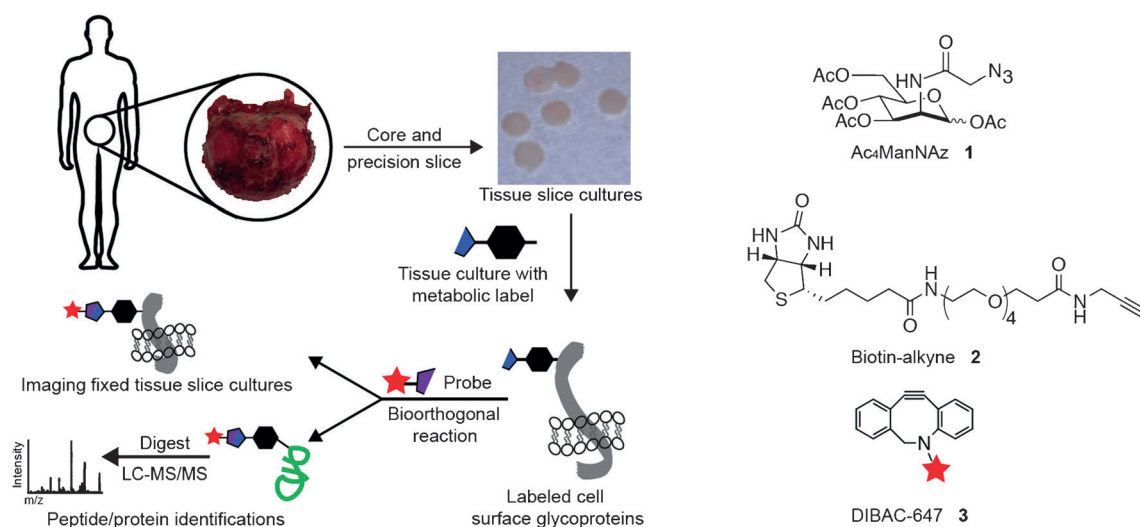 Core and
precision slice
Tissue slice cultures
Tissue culture with
metabolic label
Imaging fixed tissue slice cultures
Probe
Bioorthogonal
reaction
Labeled cell
surface glycoproteins
Digest
LC-MS/MS
Intensity
m/z
Peptide/protein identifications
O
AcO
HN
N3
O
AcO
AcO
OAc
Ac4ManNAz 1
O
HN
NH
H
H
S
O
H
N
O
4
O
N
H
Biotin-alkyne 2
N
DIBAC-647 3